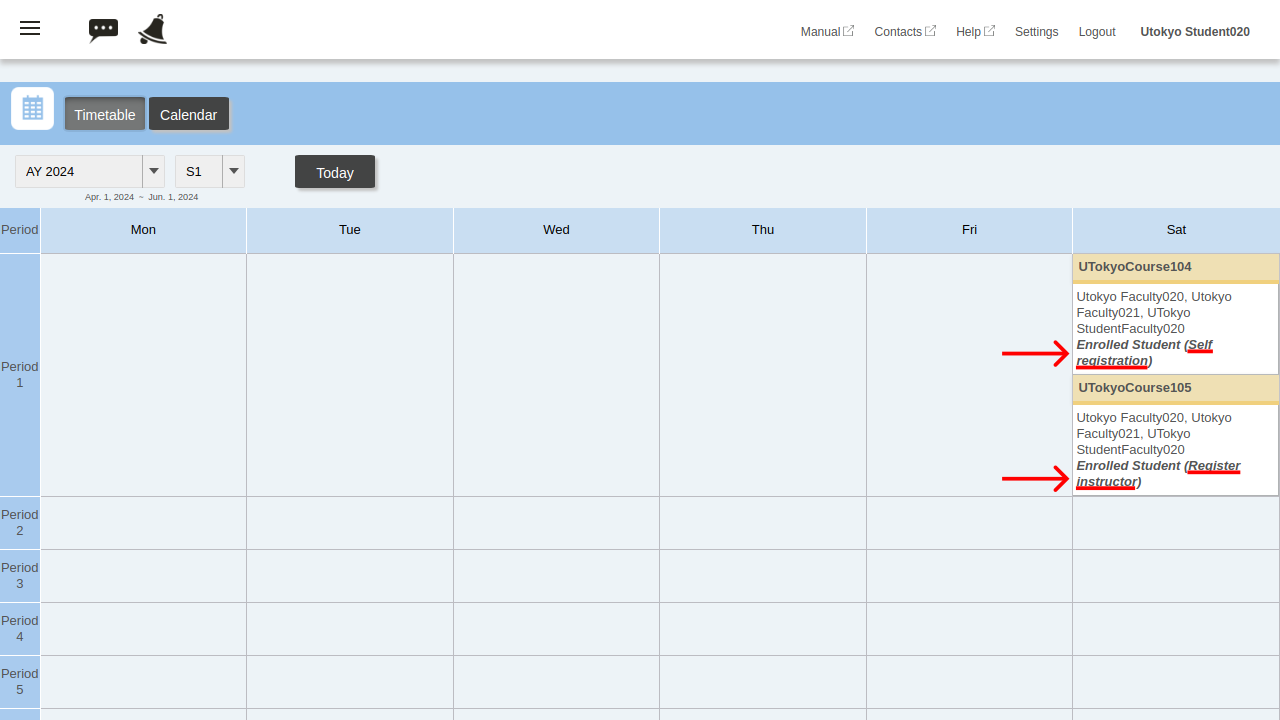 Manual Contacts Help Settings Logout Utokyo Student020
Timetable Calendar
AY 2024 S1 Today
Apr. 1, 2024 ~ Jun. 1, 2024
Period Mon Tue Wed Thu Fri Sat
Period
1
UTokyoCourse104
Utokyo Faculty020, Utokyo
Faculty021, UTokyo
StudentFaculty020
Enrolled Student (Self
registration)
UTokyoCourse105
Utokyo Faculty020, Utokyo
Faculty021, UTokyo
StudentFaculty020
Enrolled Student (Register
instructor)
Period
2
Period
3
Period
4
Period
5